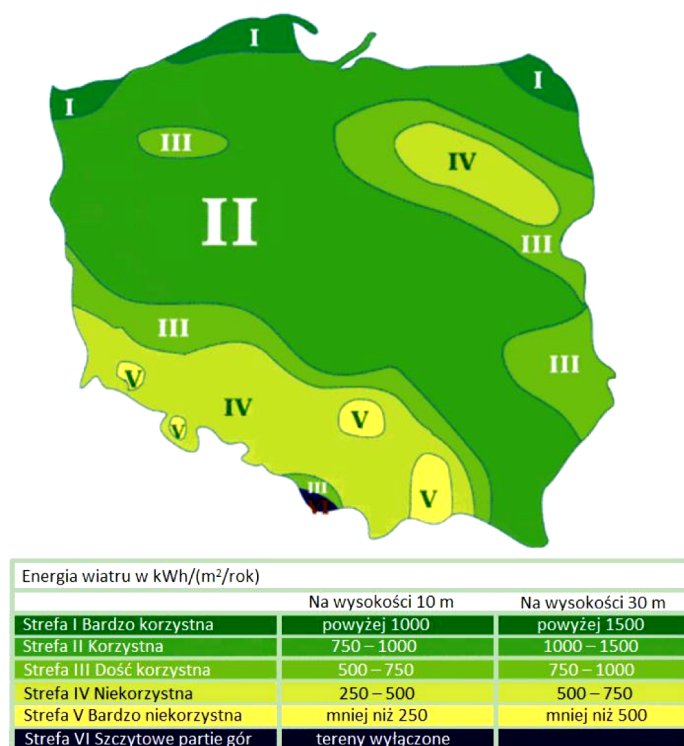 I
I
I
III
IV
II
III
III
III
V
IV
V
V
V
III
VI
Energia wiatru w kWh/(m²/rok)
Na wysokości 10 m Na wysokości 30 m
Strefa I Bardzo korzystna powyżej 1000 powyżej 1500
Strefa II Korzystna 750 – 1000 1000 – 1500
Strefa III Dość korzystna 500 – 750 750 – 1000
Strefa IV Niekorzystna 250 – 500 500 – 750
Strefa V Bardzo niekorzystna mniej niż 250 mniej niż 500
Strefa VI Szczytowe partie gór tereny wyłączone